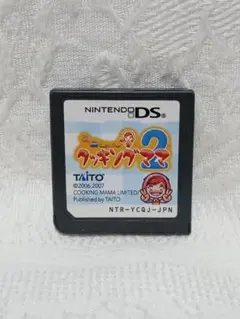 NINTENDO DS
クッキングママ2
TAITO
©2006,2007
COOKING MAMA LIMITED
Published by TAITO
NTR-YCQJ-JPN